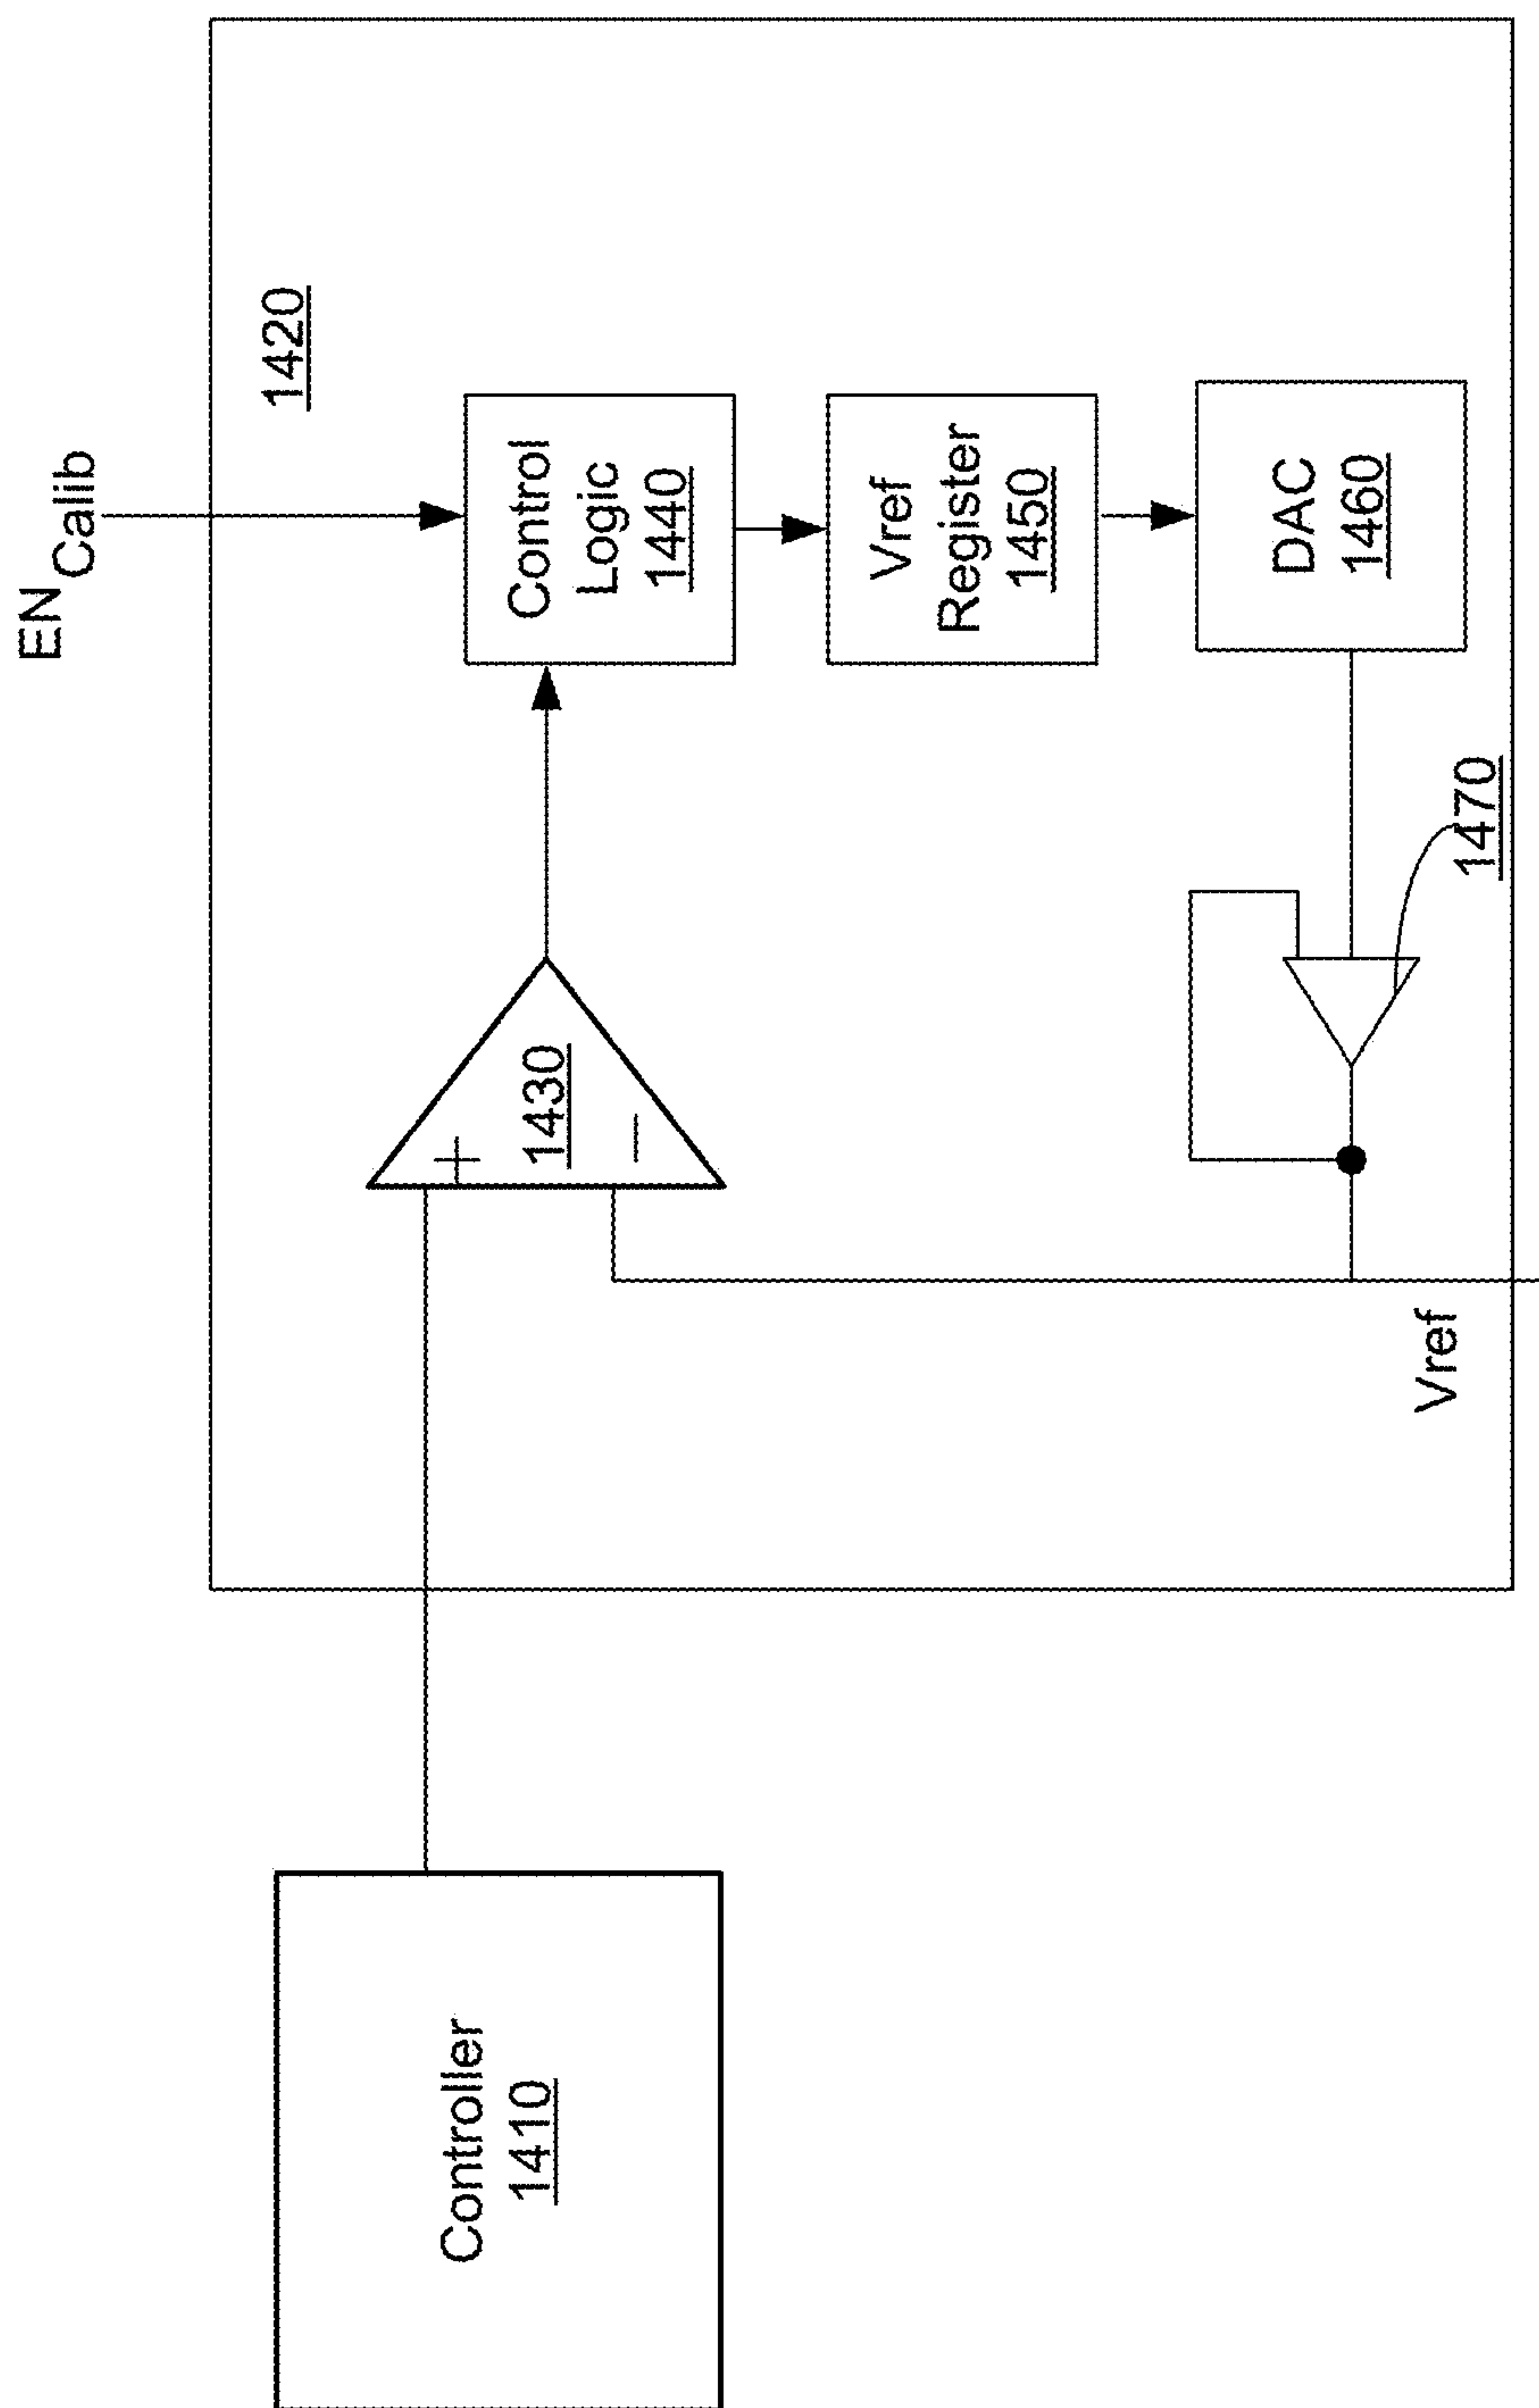 Controller
1410
1420
EN Calib
+
1430
−
Control
Logic
1440
Vref
Register
1450
DAC
1460
1470
Vref